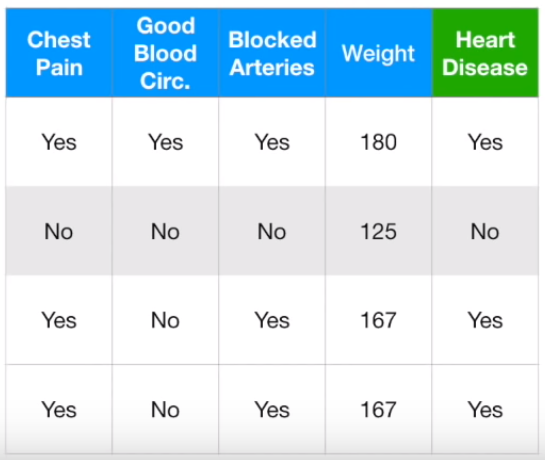 Chest Pain Good Blood Circ. Blocked Arteries Weight Heart Disease
Yes Yes Yes 180 Yes
No No No 125 No
Yes No Yes 167 Yes
Yes No Yes 167 Yes